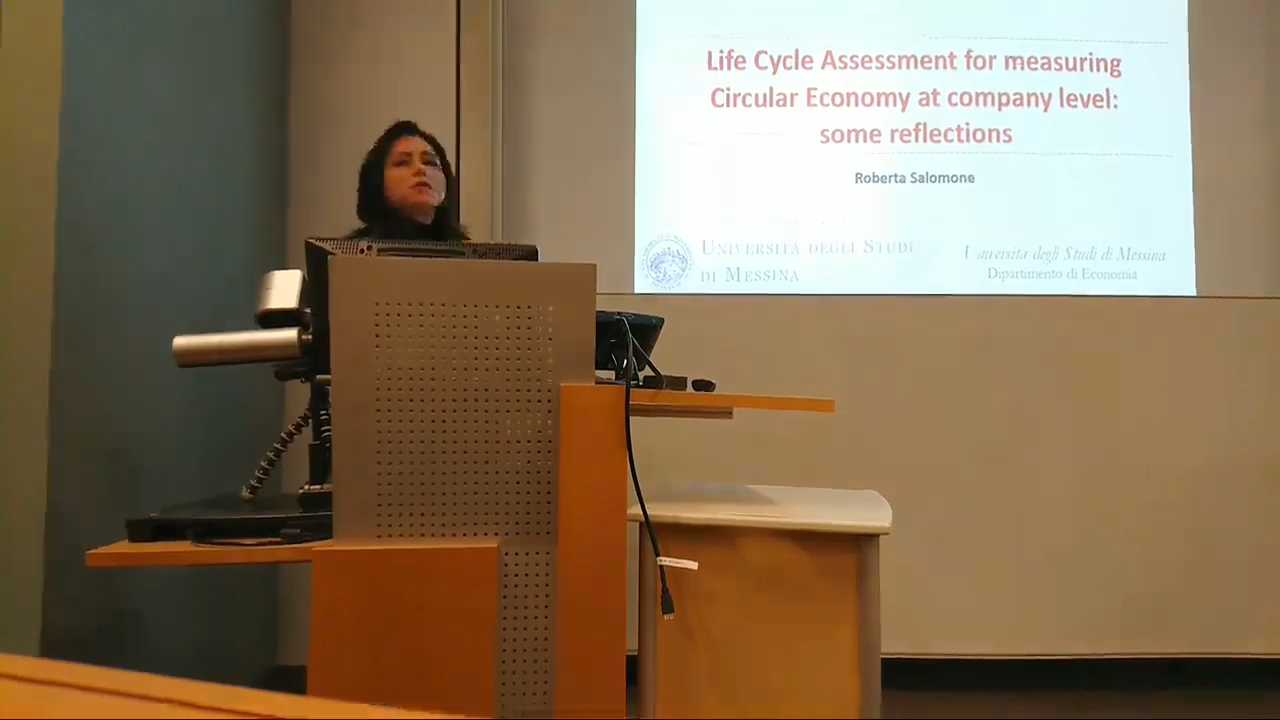 Life Cycle Assessment for measuring
Circular Economy at company level:
some reflections
Roberta Salomone
UNIVERSITÀ DEGLI STUDI
DI MESSINA
Universita degli Studi di Messina
Dipartimento di Economia